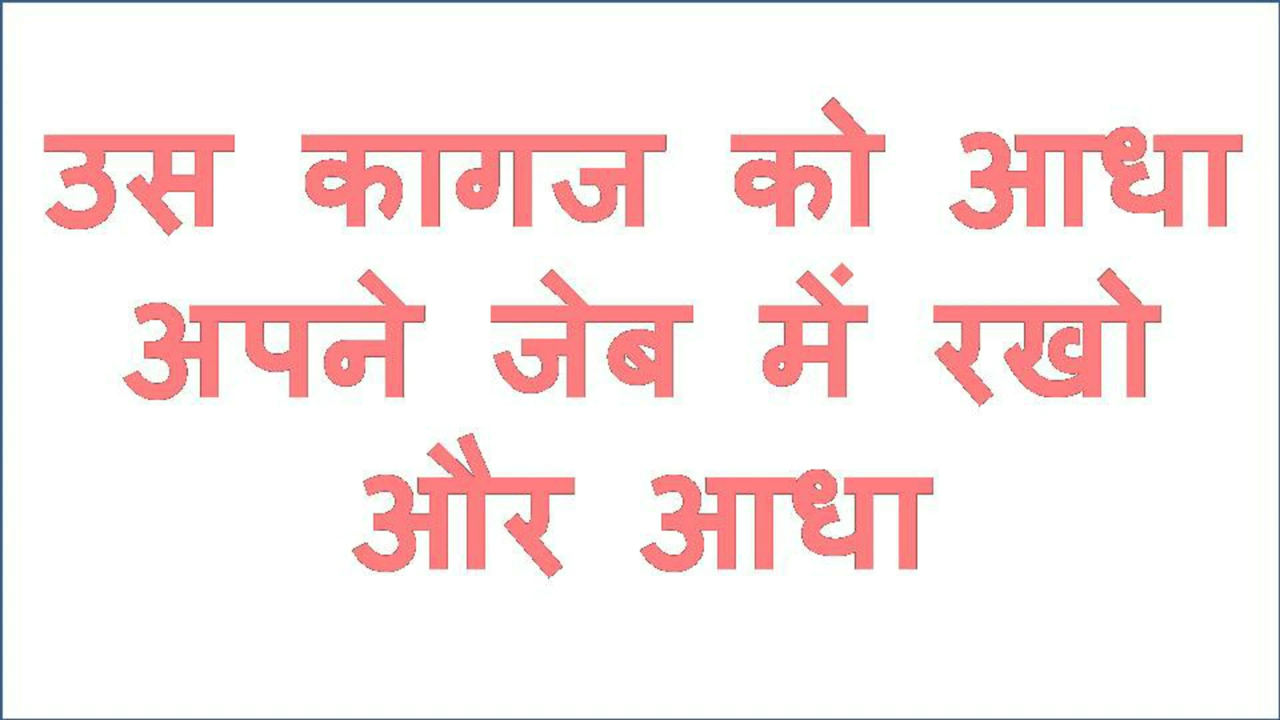 उस कागज को आधा
अपने जेब में रखो
और आधा